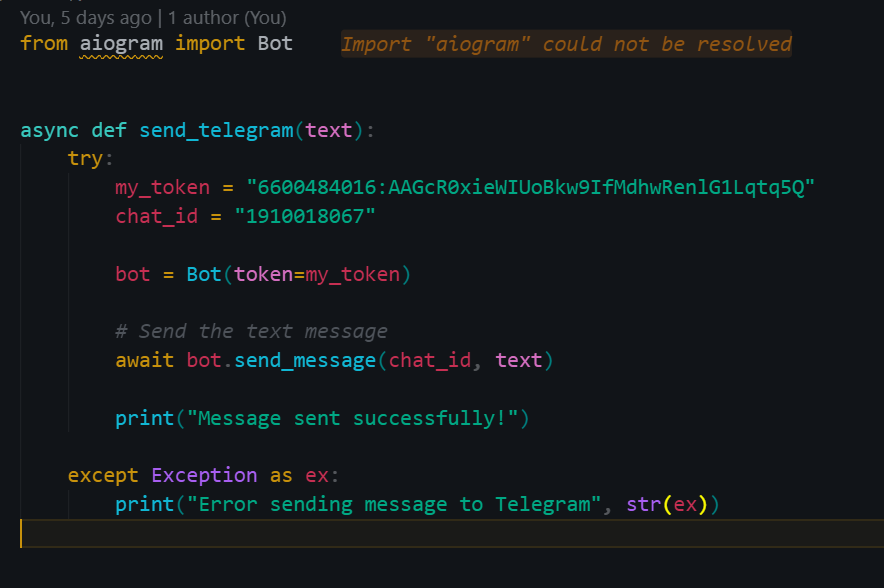 You, 5 days ago | 1 author (You)
from aiogram import Bot    Import "aiogram" could not be resolved
async def send_telegram(text):
try:
my_token = "6600484016:AAGcR0xieWIUoBkw9IfMdhwRenlG1Lqtq5Q"
chat_id = "1910018067"
bot = Bot(token=my_token)
# Send the text message
await bot.send_message(chat_id, text)
print("Message sent successfully!")
except Exception as ex:
print("Error sending message to Telegram", str(ex))